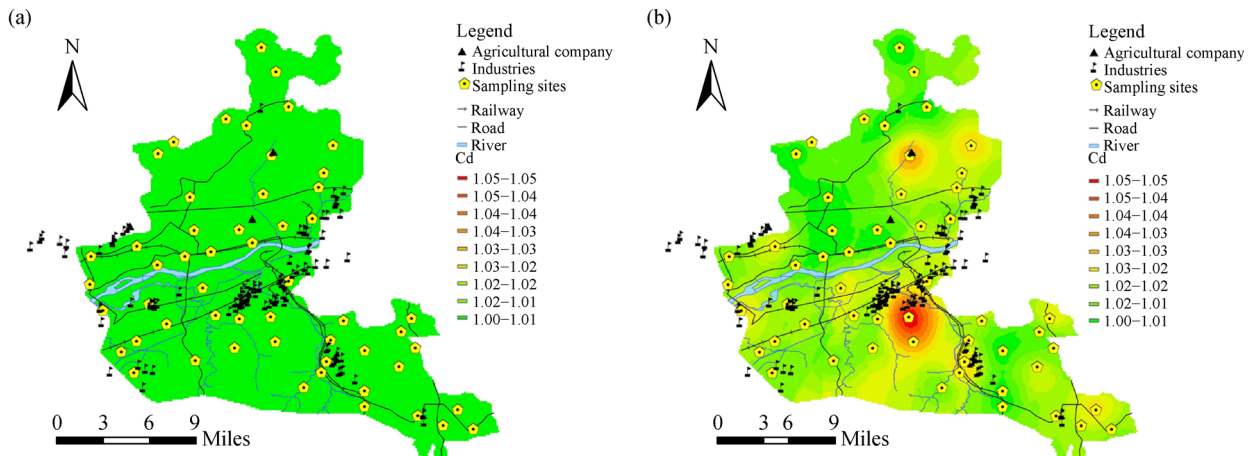 (a)
N
Legend
Agricultural company
Industries
Sampling sites
Railway
Road
River
Cd
1.05−1.05
1.05−1.04
1.04−1.04
1.04−1.03
1.03−1.03
1.03−1.02
1.02−1.02
1.02−1.01
1.00−1.01
0 3 6 9 Miles
(b)
N
Legend
Agricultural company
Industries
Sampling sites
Railway
Road
River
Cd
1.05−1.05
1.05−1.04
1.04−1.04
1.04−1.03
1.03−1.03
1.03−1.02
1.02−1.02
1.02−1.01
1.00−1.01
0 3 6 9 Miles